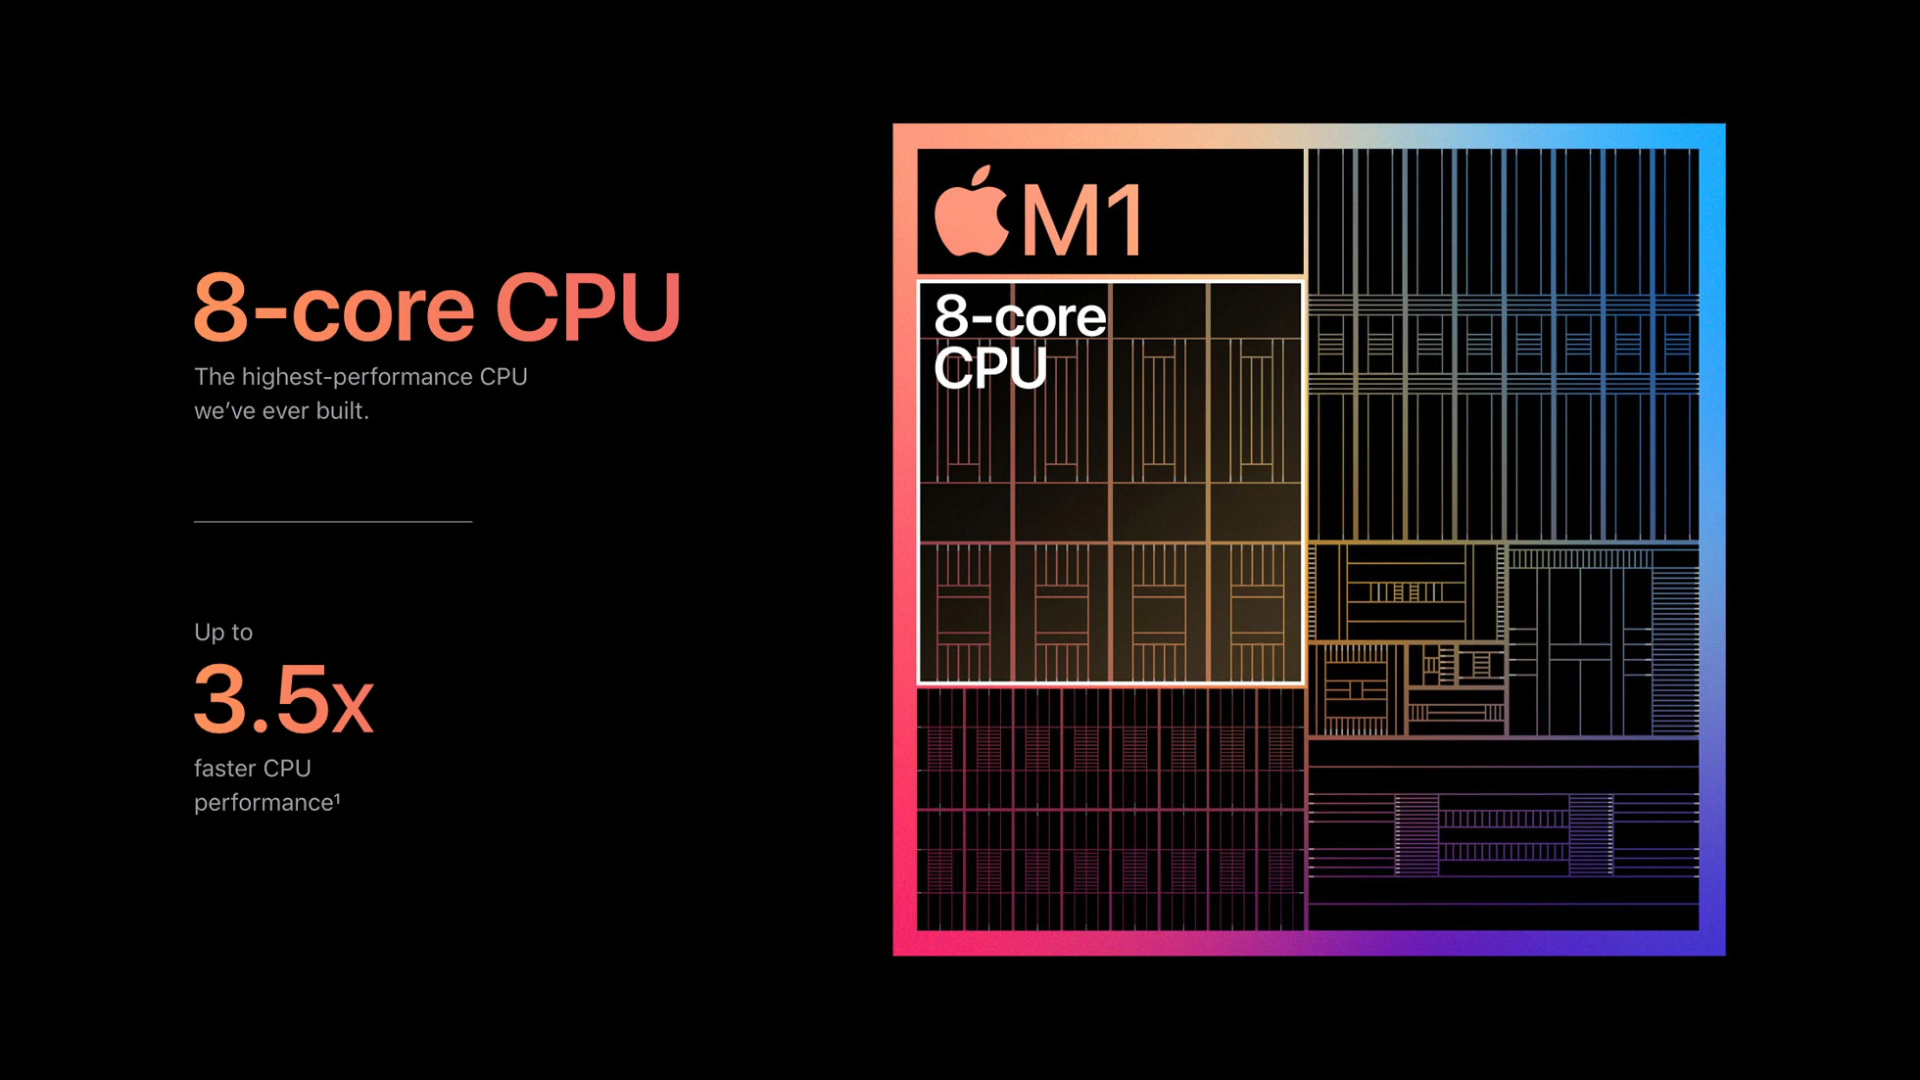 8-core CPU
The highest-performance CPU
we’ve ever built.
Up to
3.5x
faster CPU
performance¹
M1
8-core
CPU